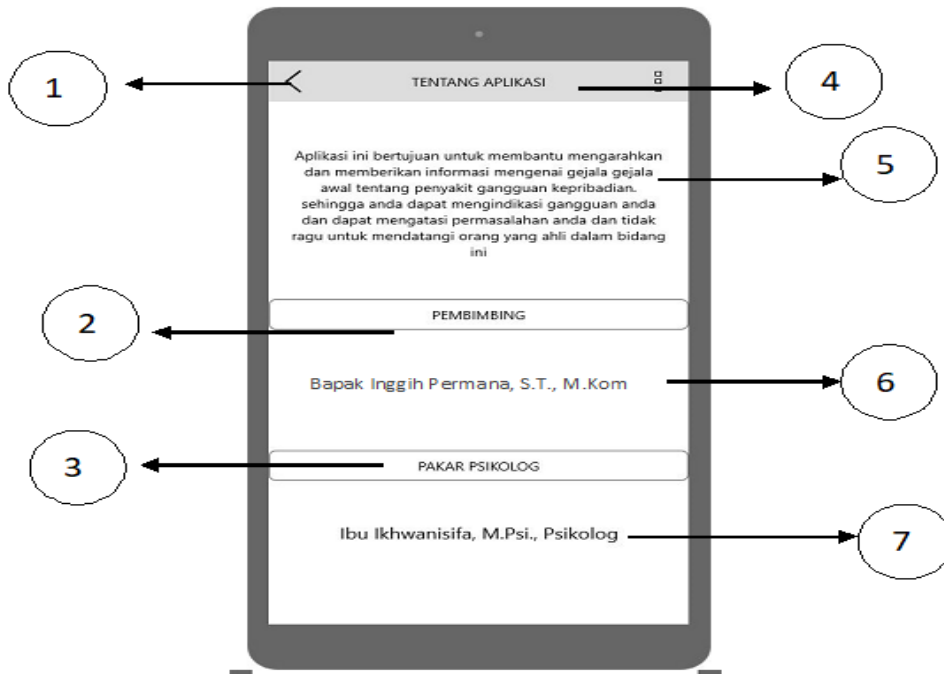 1
TENTANG APLIKASI
4
Aplikasi ini bertujuan untuk membantu mengarahkan
dan memberikan informasi mengenai gejala gejala
awal tentang penyakit gangguan kepribadian.
sehingga anda dapat mengindikasi gangguan anda
dan dapat mengatasi permasalahan anda dan tidak
ragu untuk mendatangi orang yang ahli dalam bidang
ini
5
2
PEMBIMBING
Bapak Inggih Permana, S.T., M.Kom
6
3
PAKAR PSIKOLOG
Ibu Ikhwanisifa, M.Psi., Psikolog
7